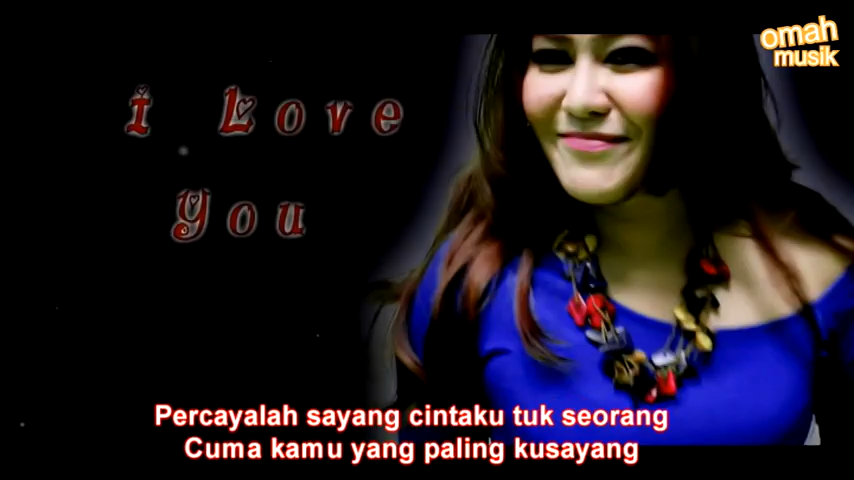 omah
musik
i Love
you
Percayalah sayang cintaku tuk seorang
Cuma kamu yang paling kusayang